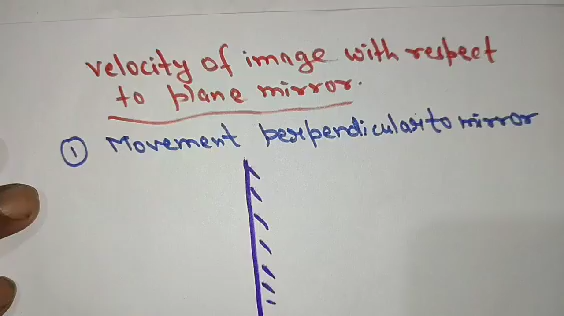 velocity of image with respect
to plane mirror.
① Movement perpendicular to mirror